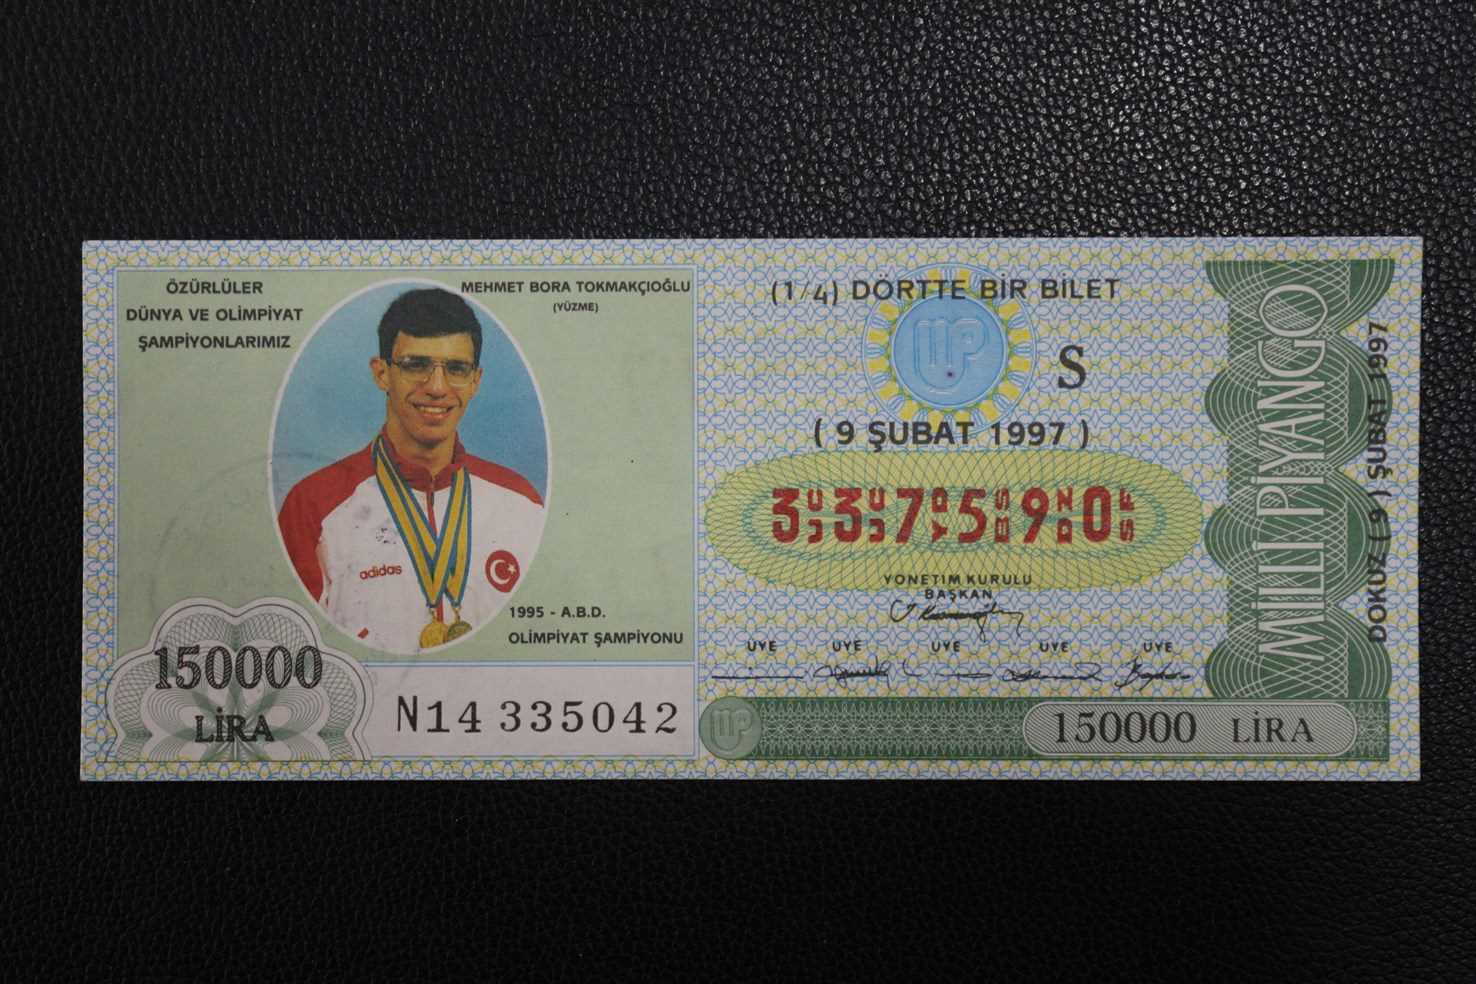 ÖZÜRLÜLER
DÜNYA VE OLİMPİYAT
ŞAMPİYONLARIMIZ
MEHMET BORA TOKMAKÇIOĞLU
(YÜZME)
adidas
1995 - A.B.D.
OLİMPİYAT ŞAMPİYONU
150000
LİRA
N14 335042
(1/4) DÖRTTE BİR BİLET
S
( 9 ŞUBAT 1997 )
3 3 7 5 9 0
YÖNETİM KURULU
BAŞKAN
ÜYE ÜYE ÜYE ÜYE ÜYE
150000 LİRA
MİLLİ PİYANGO
DOKUZ ( 9 ) ŞUBAT 1997